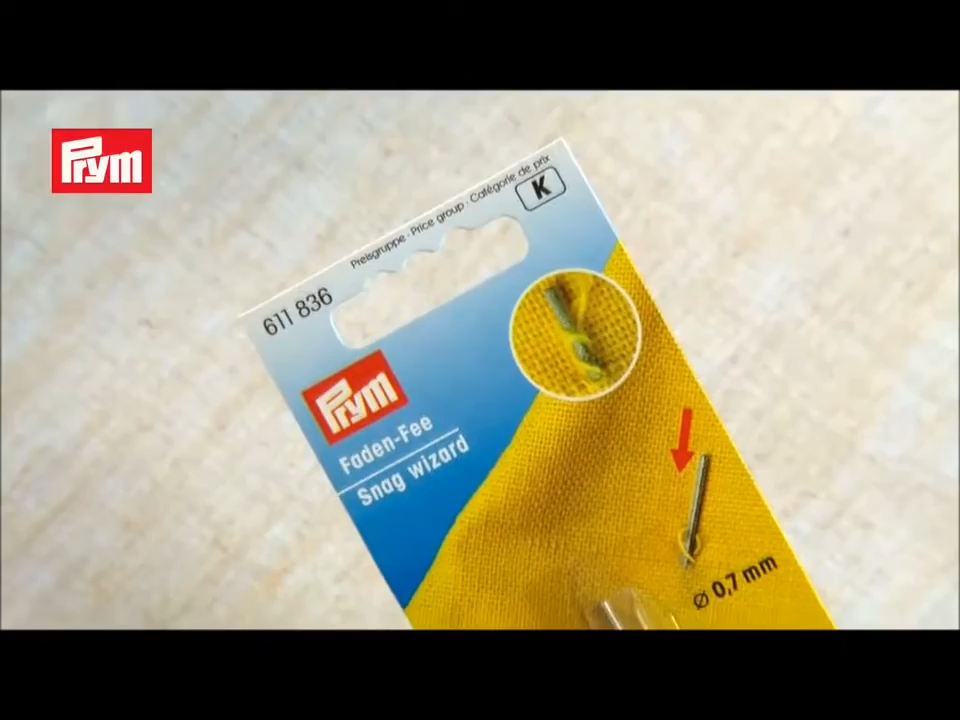 Prym
Preisgruppe · Price group · Catégorie de prix
K
611 836
Prym
Faden-Fee
Snag wizard
Ø 0,7 mm